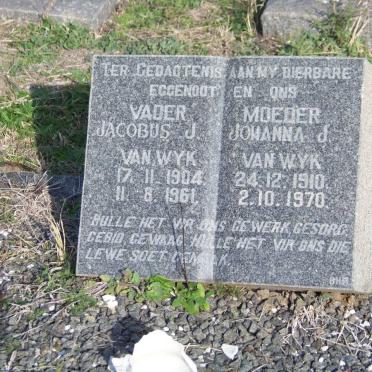 TER GEDAGTENIS AAN MY DIERBARE
EGGENOOT EN ONS
VADER MOEDER
JACOBUS J. JOHANNA J.
VAN WYK VAN WYK
17.11.1904 24.12.1910
11.8.1961. 2.10.1970.
HULLE HET VIR ONS GEWERK, GESORG,
GEBID, GEWAAG, HULLE HET VIR ONS DIE
LEWE SOET GEMAAK.